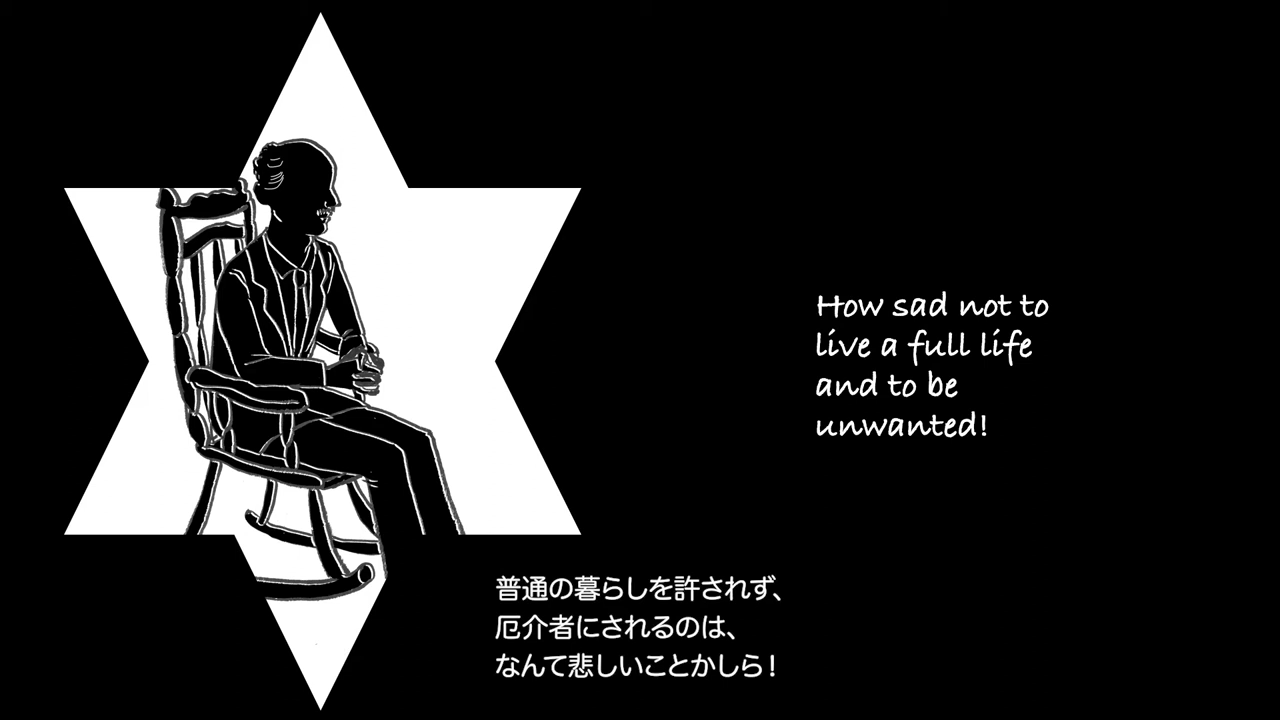 How sad not to
live a full life
and to be
unwanted!
普通の暮らしを許されず、
厄介者にされるのは、
なんて悲しいことかしら！